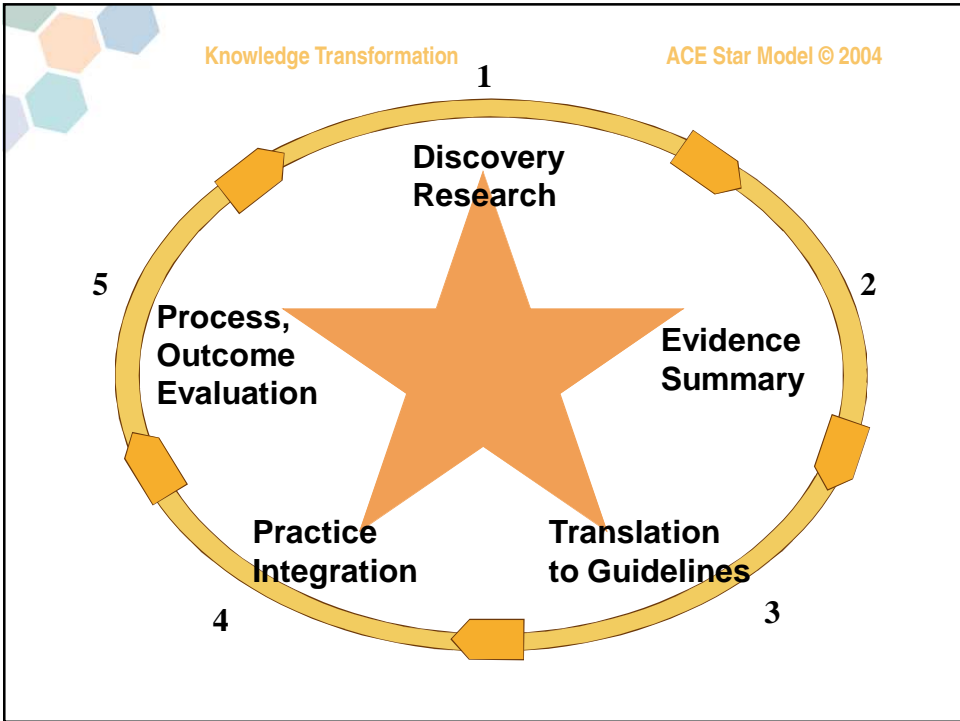 Knowledge Transformation
ACE Star Model © 2004
1
Discovery
Research
2
Evidence
Summary
3
Translation
to Guidelines
4
Practice
Integration
5
Process,
Outcome
Evaluation